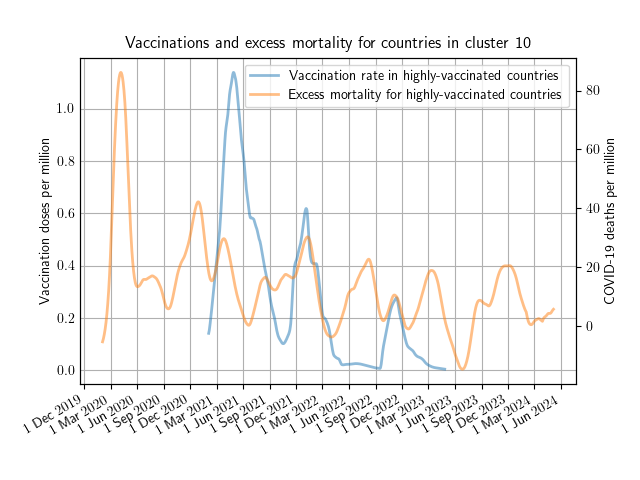 Vaccinations and excess mortality for countries in cluster 10
Vaccination rate in highly-vaccinated countries
Excess mortality for highly-vaccinated countries
Vaccination doses per million
1.0
0.8
0.6
0.4
0.2
0.0
COVID-19 deaths per million
80
60
40
20
0
1 Dec 2019
1 Mar 2020
1 Jun 2020
1 Sep 2020
1 Dec 2020
1 Mar 2021
1 Jun 2021
1 Sep 2021
1 Dec 2021
1 Mar 2022
1 Jun 2022
1 Sep 2022
1 Dec 2022
1 Mar 2023
1 Jun 2023
1 Sep 2023
1 Dec 2023
1 Mar 2024
1 Jun 2024